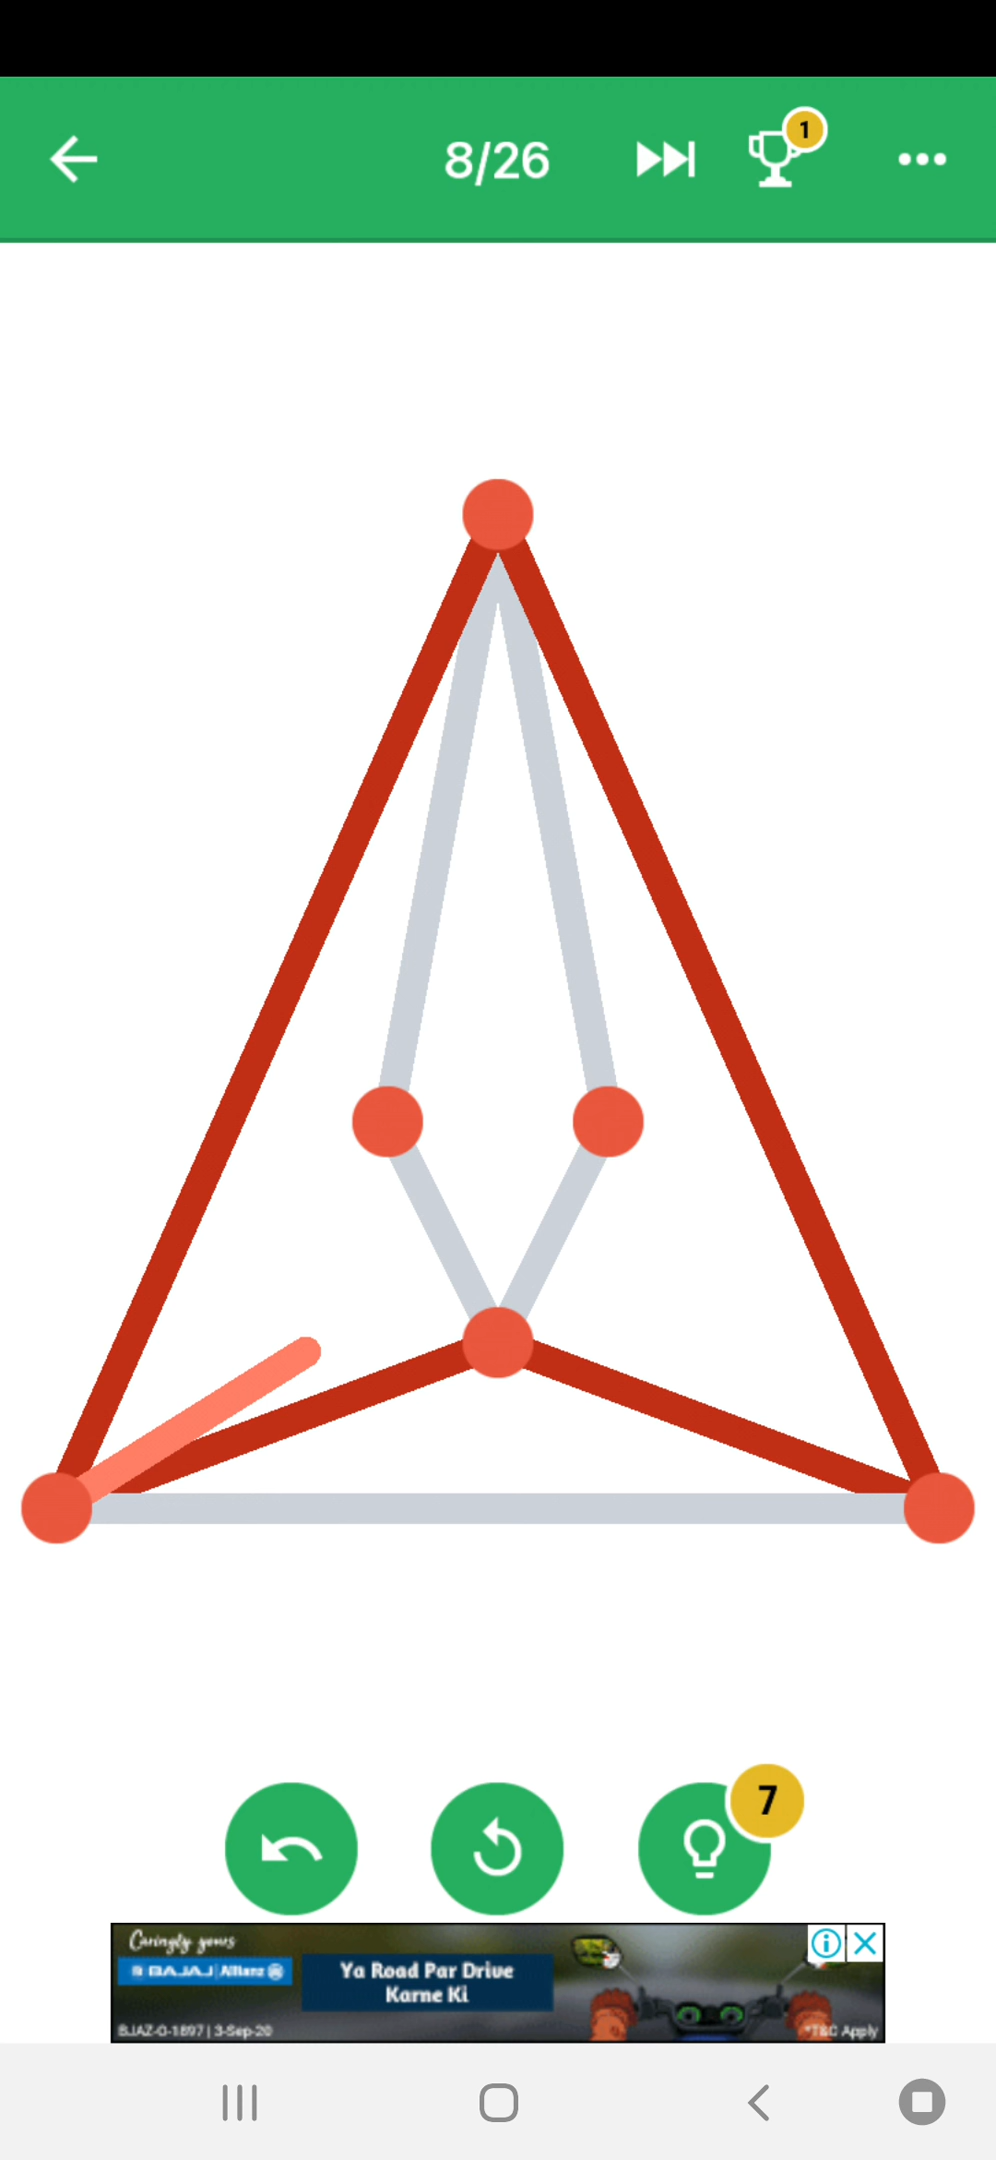 8/26
1
7
Caringly yours
BAJAJ Allianz
Ya Road Par Drive
Karne Ki
BJAZ-O-1897 | 3-Sep-20
*T&C Apply